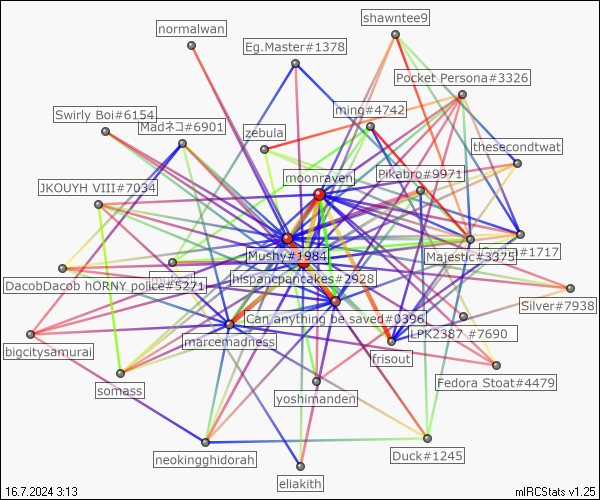 shawntee9
normalwan
Eg.Master#1378
Pocket Persona#3326
ming#4742
Swirly Boi#6154
Madネコ#6901
zebula
thesecondtwat
moonraven
Pikabro#9971
JKOUYH VIII#7034
#1717
Mushy#1984
Majestic#3375
hispancpancakes#2928
DacobDacob hORNY police#5271
Silver#7938
Can anything be saved#0396
LPK2387 #7690
marcemadness
bigcitysamurai
frisout
Fedora Stoat#4479
somass
yoshimanden
Duck#1245
neokingghidorah
eliakith
16.7.2024 3:13
mIRCStats v1.25